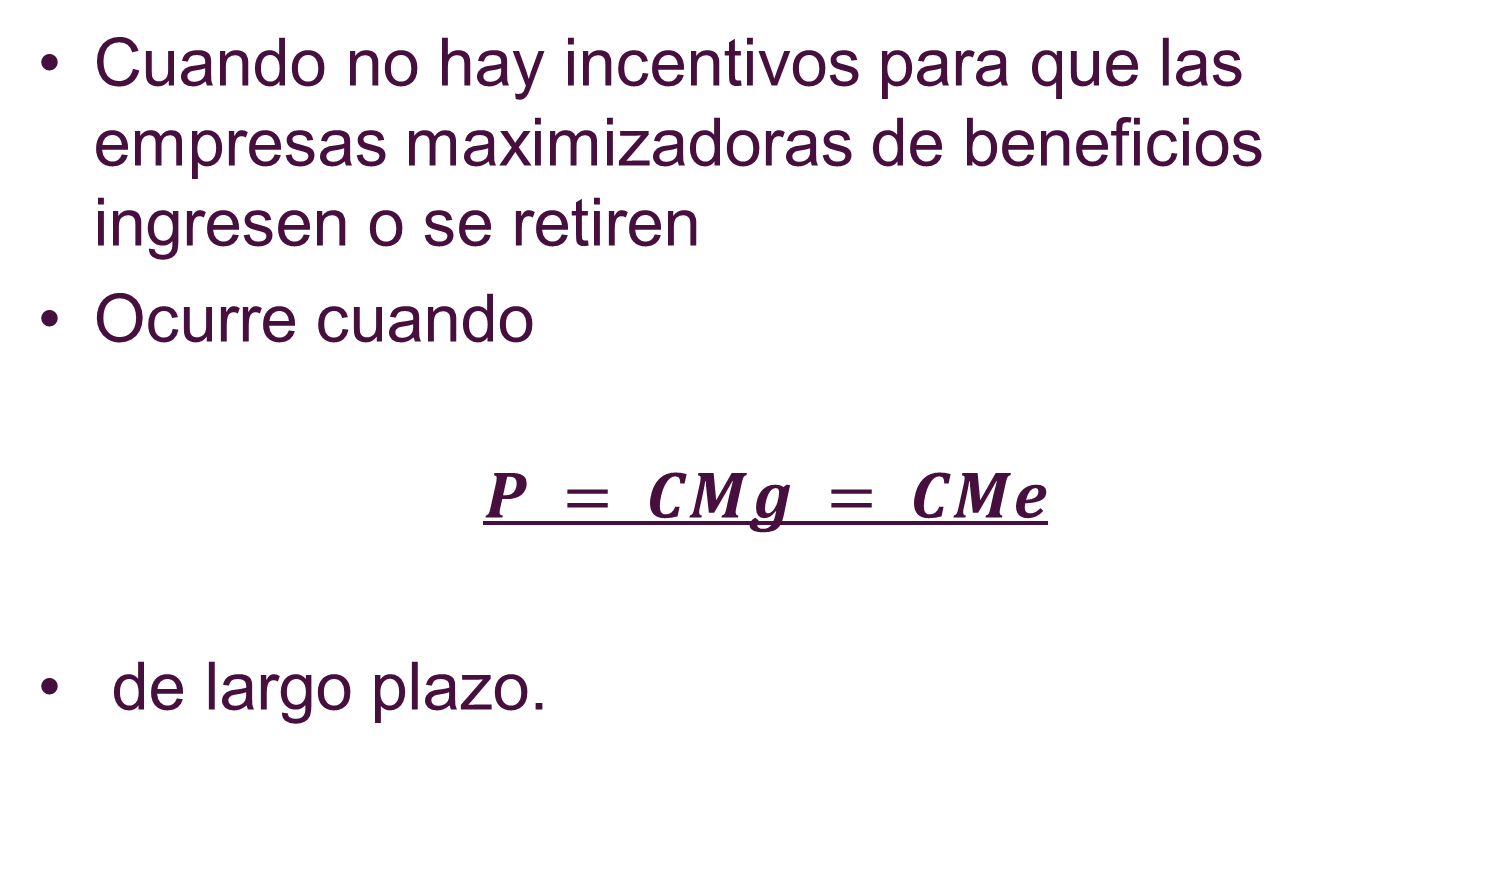 • Cuando no hay incentivos para que las
empresas maximizadoras de beneficios
ingresen o se retiren
• Ocurre cuando
P = CMg = CMe
• de largo plazo.